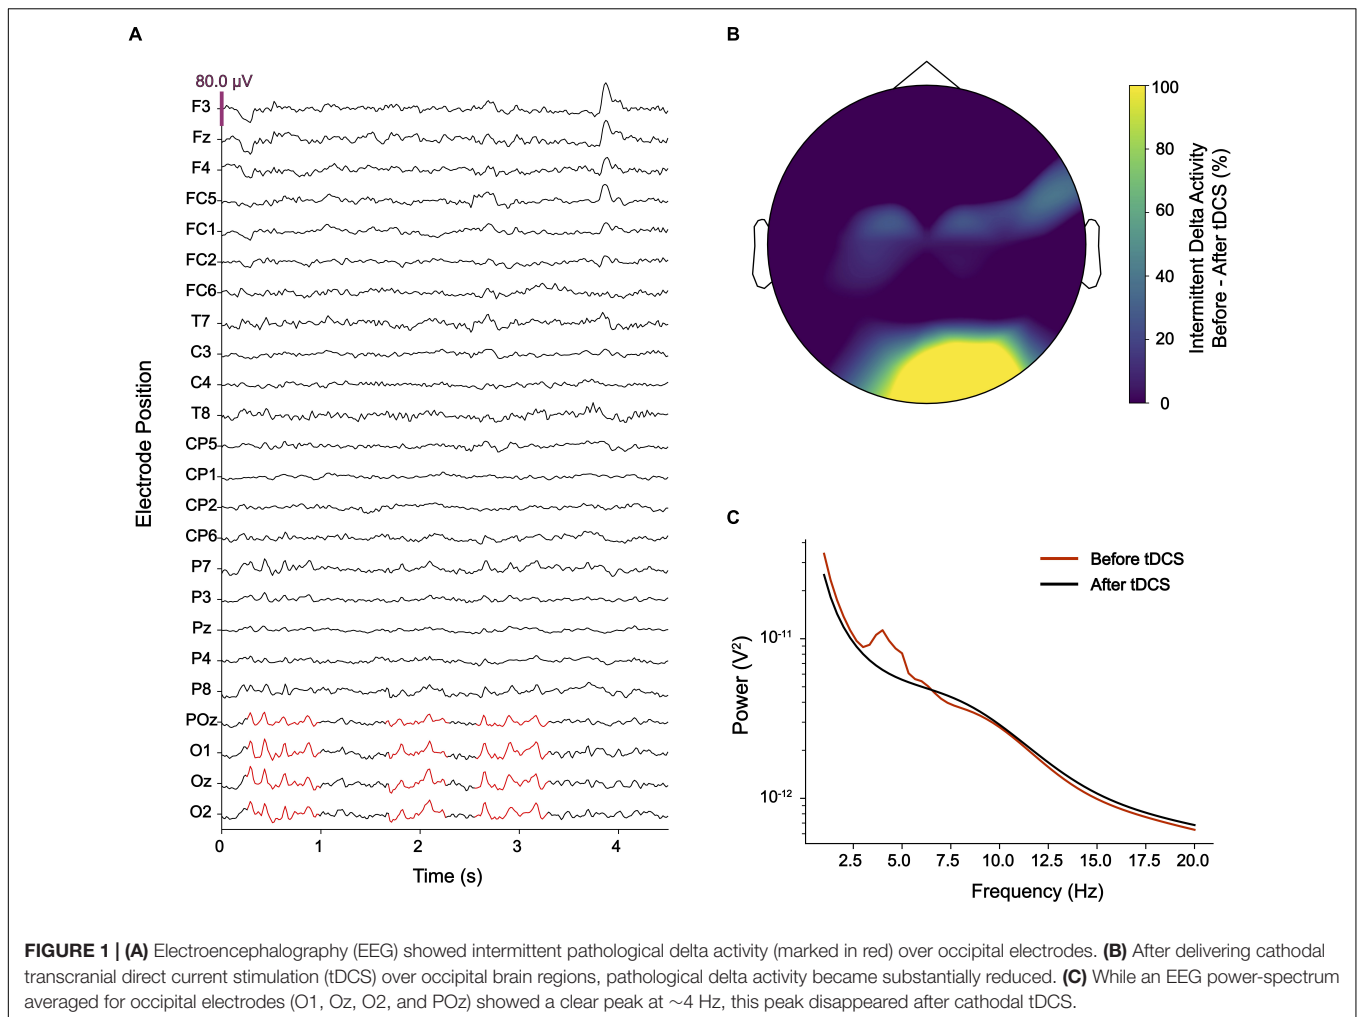 A
80.0 µV
F3
Fz
F4
FC5
FC1
FC2
FC6
T7
C3
C4
T8
CP5
CP1
CP2
CP6
P7
P3
Pz
P4
P8
POz
O1
Oz
O2
Electrode Position
0 1 2 3 4
Time (s)
B
100
80
60
40
20
0
Intermittent Delta Activity
Before - After tDCS (%)
C
Before tDCS
After tDCS
10-11
10-12
Power (V²)
2.5 5.0 7.5 10.0 12.5 15.0 17.5 20.0
Frequency (Hz)
FIGURE 1 | (A) Electroencephalography (EEG) showed intermittent pathological delta activity (marked in red) over occipital electrodes. (B) After delivering cathodal
transcranial direct current stimulation (tDCS) over occipital brain regions, pathological delta activity became substantially reduced. (C) While an EEG power-spectrum
averaged for occipital electrodes (O1, Oz, O2, and POz) showed a clear peak at ∼4 Hz, this peak disappeared after cathodal tDCS.